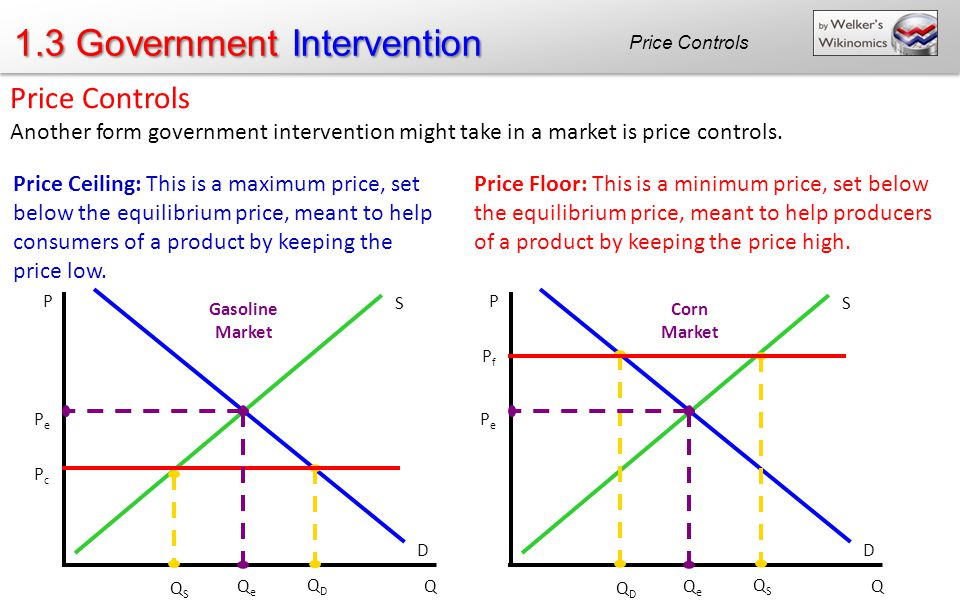 1.3 Government Intervention
Price Controls
by Welker's
Wikinomics
Price Controls
Another form government intervention might take in a market is price controls.
Price Ceiling: This is a maximum price, set
below the equilibrium price, meant to help
consumers of a product by keeping the
price low.
Price Floor: This is a minimum price, set below
the equilibrium price, meant to help producers
of a product by keeping the price high.
P
Gasoline
Market
S
Pe
Pc
D
QS
Qe
QD
Q
P
Corn
Market
S
Pf
Pe
D
QD
Qe
QS
Q